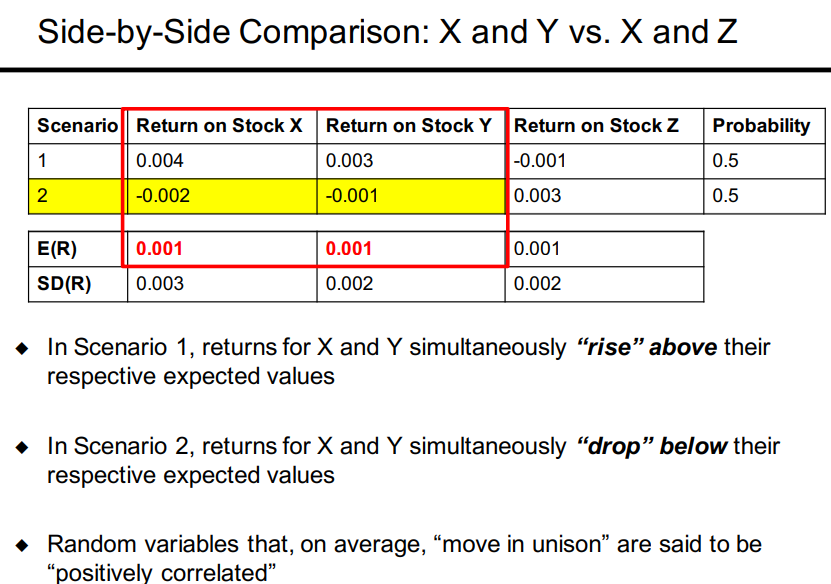 Side-by-Side Comparison: X and Y vs. X and Z
Scenario Return on Stock X Return on Stock Y Return on Stock Z Probability
1 0.004 0.003 -0.001 0.5
2 -0.002 -0.001 0.003 0.5
E(R) 0.001 0.001 0.001
SD(R) 0.003 0.002 0.002
◆ In Scenario 1, returns for X and Y simultaneously “rise” above their
respective expected values
◆ In Scenario 2, returns for X and Y simultaneously “drop” below their
respective expected values
◆ Random variables that, on average, “move in unison” are said to be
“positively correlated”